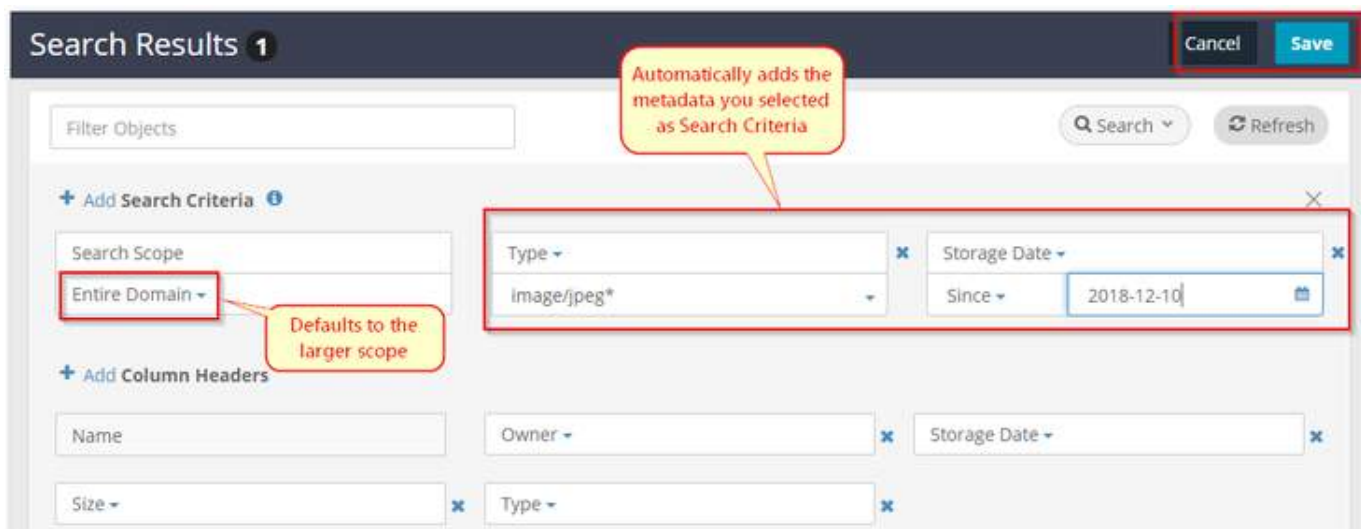 Search Results 1
Cancel
Save
Automatically adds the
metadata you selected
as Search Criteria
Filter Objects
Search
Refresh
+ Add Search Criteria
Search Scope
Type
Storage Date
Entire Domain
image/jpeg*
Since
2018-12-10
Defaults to the
larger scope
+ Add Column Headers
Name
Owner
Storage Date
Size
Type